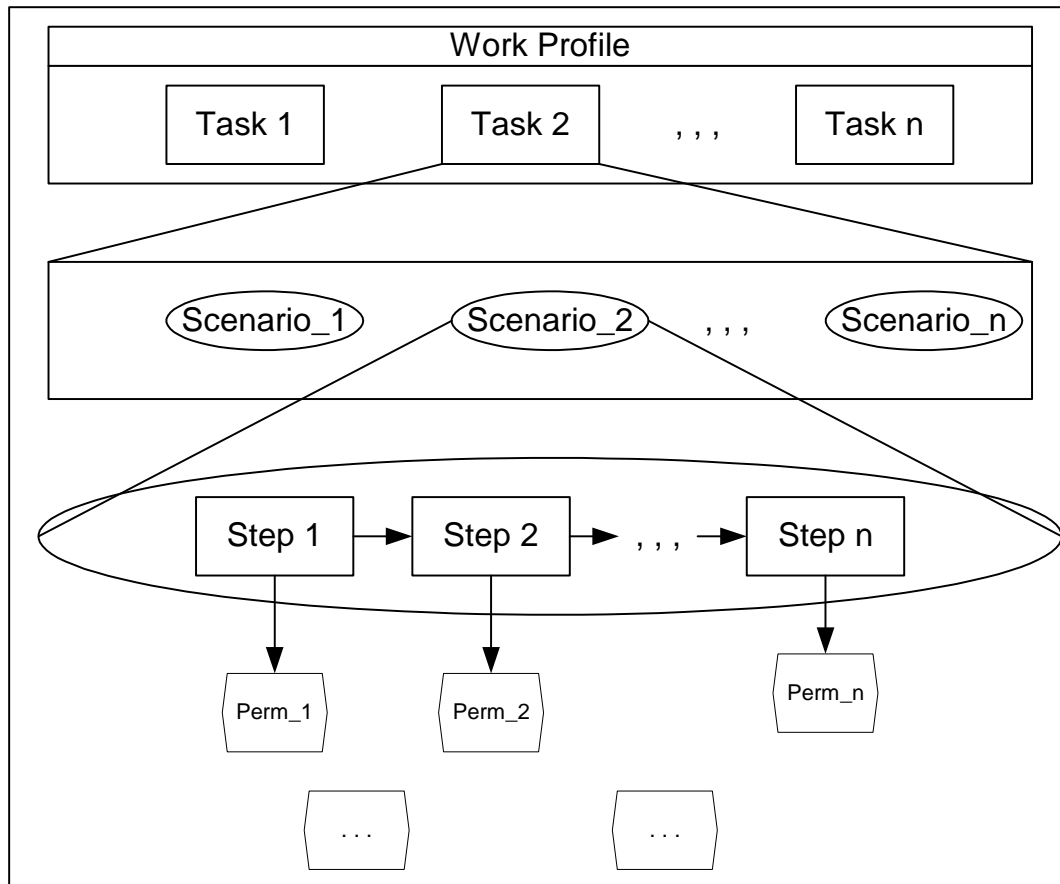 Work Profile
Task 1 Task 2 , , , Task n
Scenario_1 Scenario_2 , , , Scenario_n
Step 1 Step 2 , , , Step n
Perm_1 Perm_2 Perm_n
. . . . . .